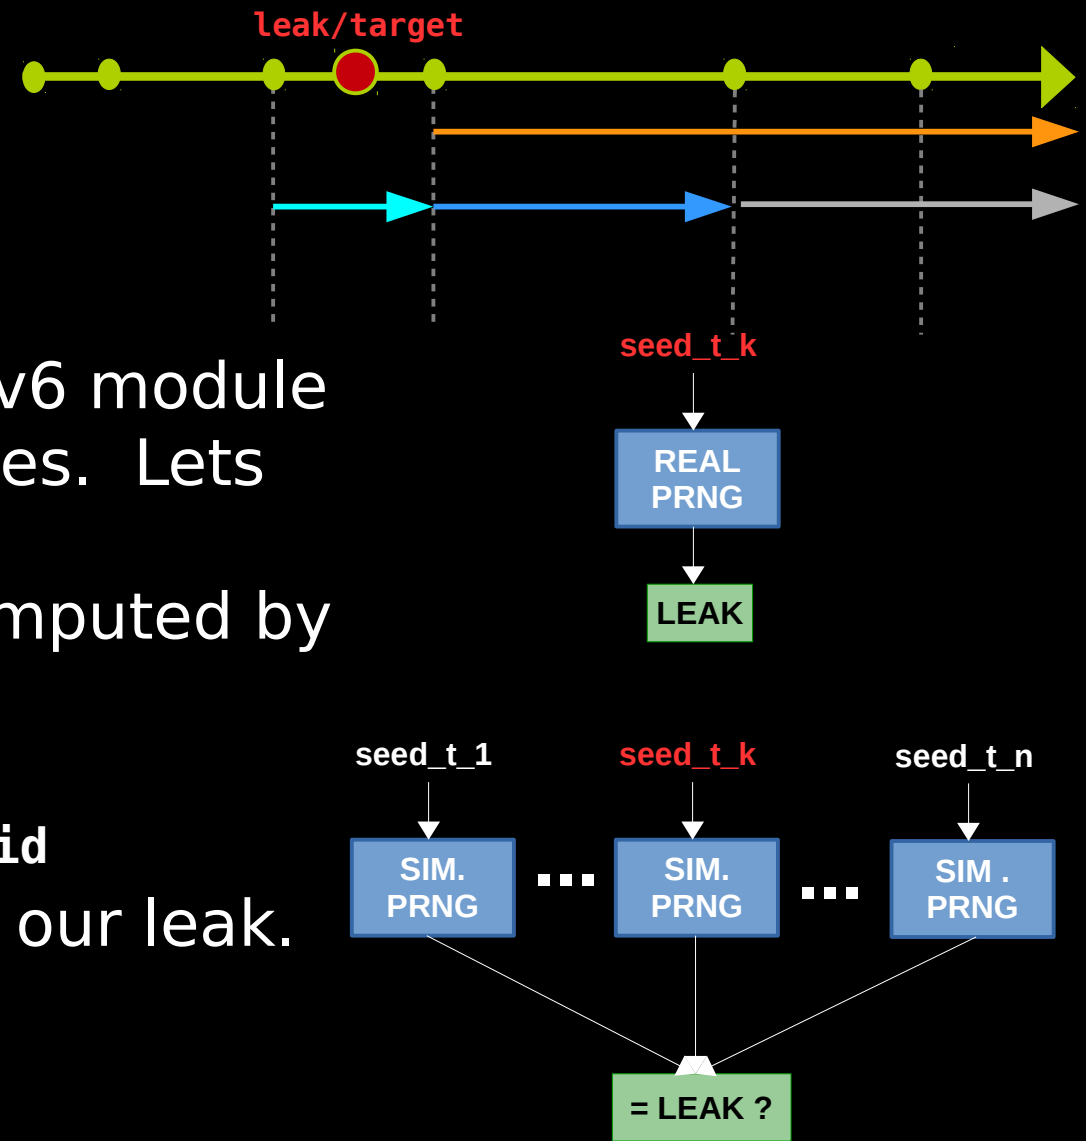 leak/target
v6 module
es.  Lets
mputed by
id
our leak.
seed_t_k
REAL
PRNG
LEAK
seed_t_1
seed_t_k
seed_t_n
SIM.
PRNG
SIM.
PRNG
SIM .
PRNG
= LEAK ?